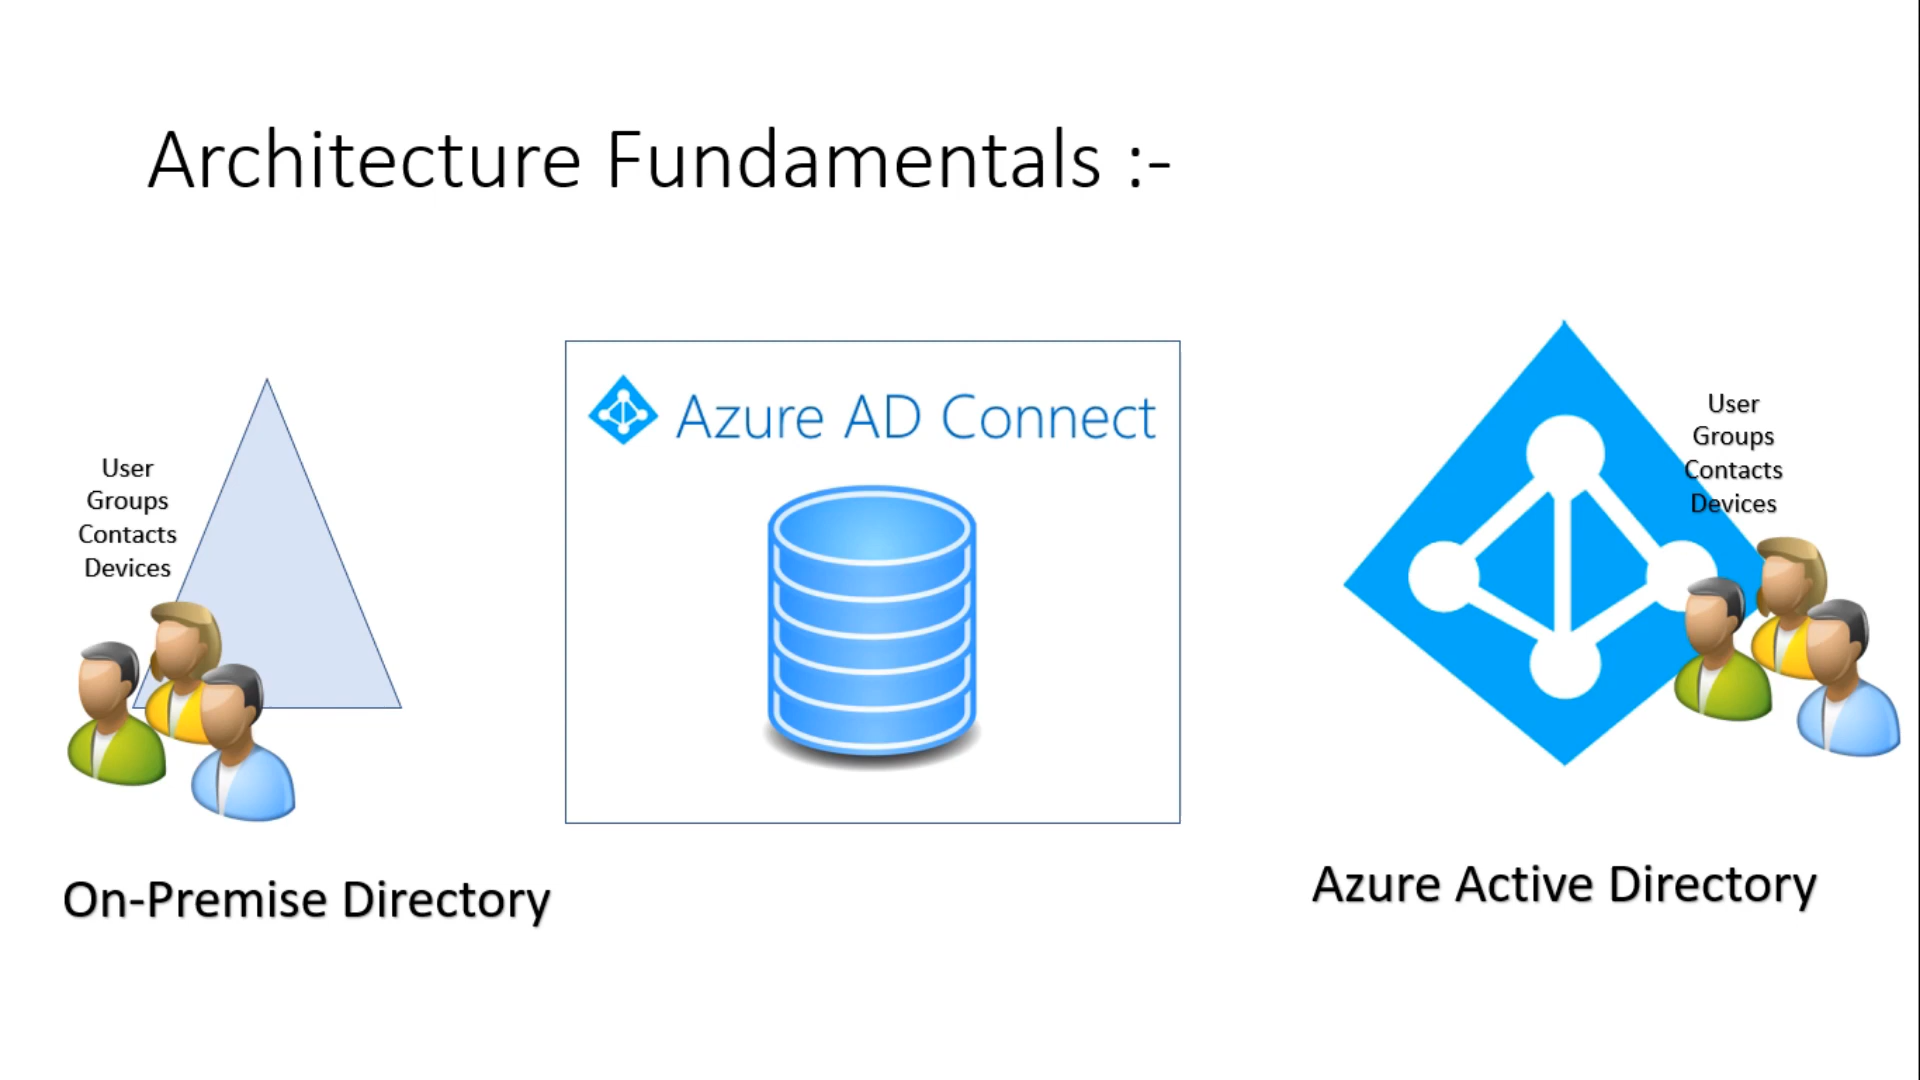 Architecture Fundamentals :-
User
Groups
Contacts
Devices
On-Premise Directory
Azure AD Connect
User
Groups
Contacts
Devices
Azure Active Directory